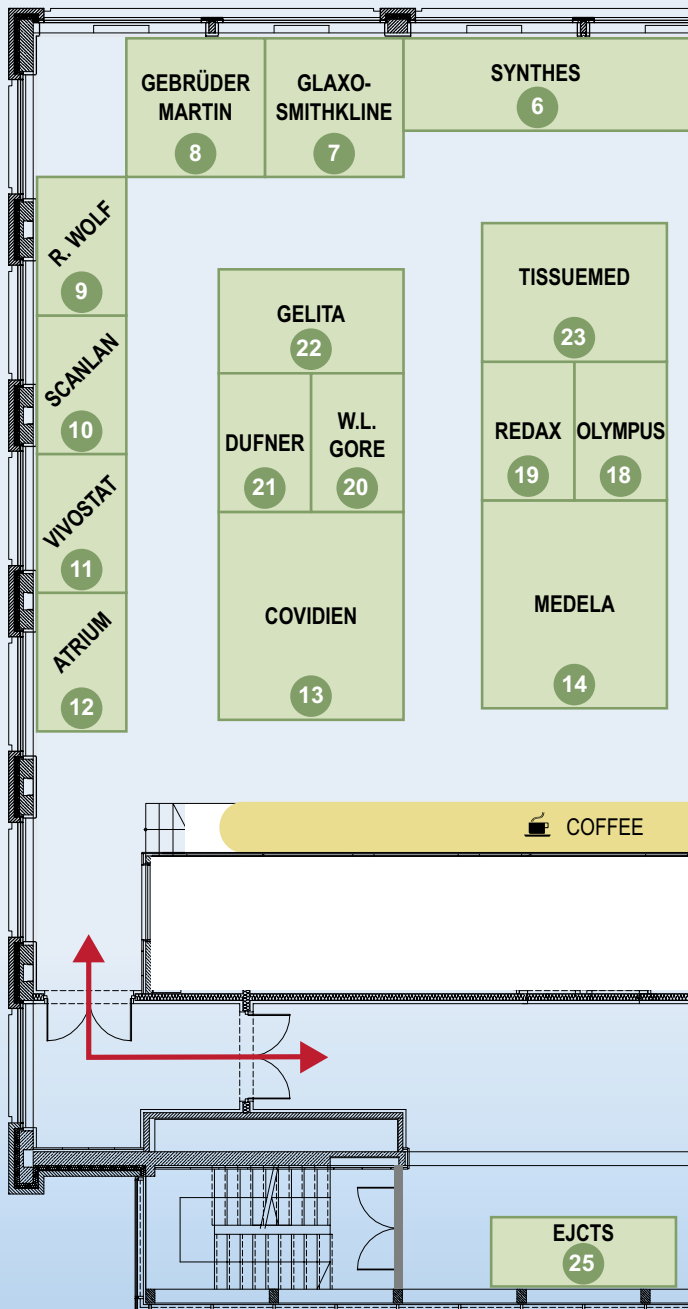 GEBRÜDER
MARTIN
8
GLAXO-
SMITHKLINE
7
SYNTHES
6
R. WOLF
9
SCANLAN
10
VIVOSTAT
11
ATRIUM
12
GELITA
22
DUFNER
21
W.L.
GORE
20
COVIDIEN
13
TISSUEMED
23
REDAX
19
OLYMPUS
18
MEDELA
14
COFFEE
EJCTS
25